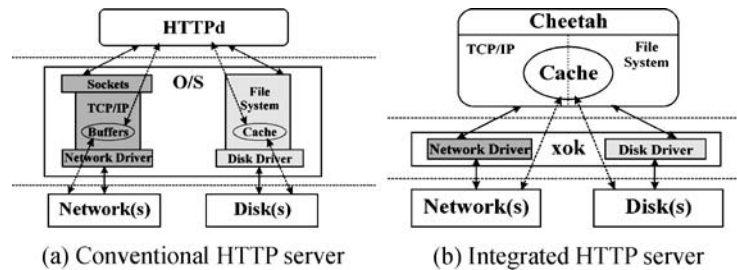 HTTPd
O/S
Sockets
TCP/IP
Buffers
Network Driver
File
System
Cache
Disk Driver
Network(s)
Disk(s)
(a) Conventional HTTP server
Cheetah
TCP/IP
File
System
Cache
Network Driver
xok
Disk Driver
Network(s)
Disk(s)
(b) Integrated HTTP server